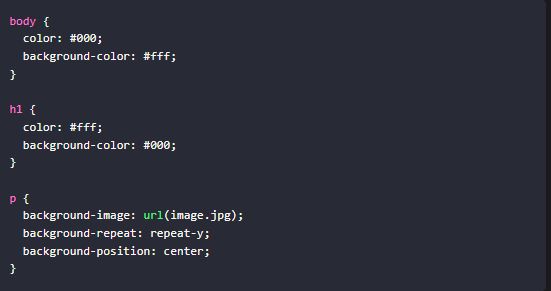 body {
  color: #000;
  background-color: #fff;
}
h1 {
  color: #fff;
  background-color: #000;
}
p {
  background-image: url(image.jpg);
  background-repeat: repeat-y;
  background-position: center;
}